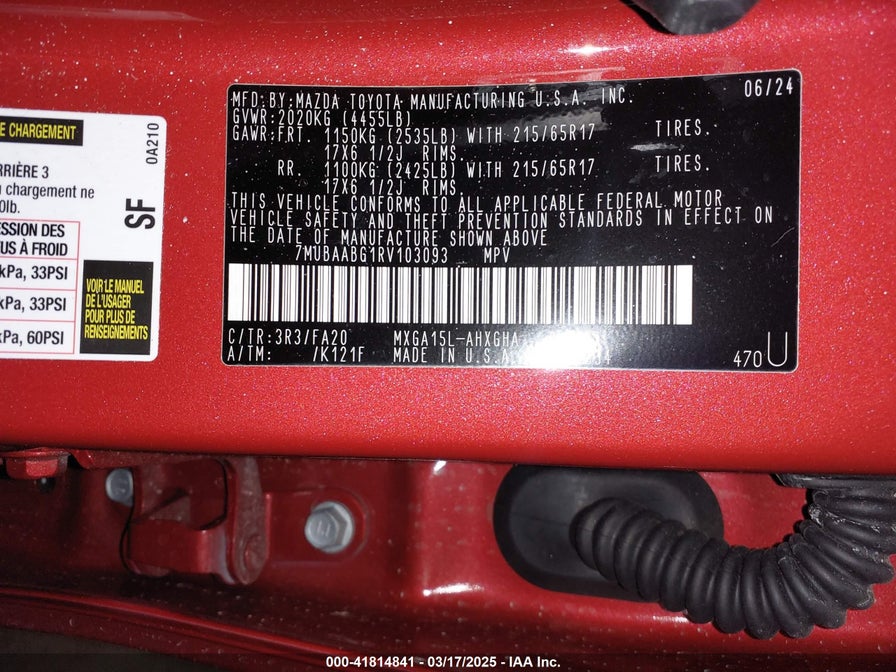 E CHARGEMENT
0A210
RRIÈRE 3
chargement ne
0lb.
SF
ESSION DES
US À FROID
kPa, 33PSI
kPa, 33PSI
kPa, 60PSI
VOIR LE MANUEL
DE L'USAGER
POUR PLUS DE
RENSEIGNEMENTS
MFD.BY:MAZDA TOYOTA MANUFACTURING U.S.A. INC. 06/24
GVWR:2020KG (4455LB)
GAWR:FRT. 1150KG (2535LB) WITH 215/65R17 TIRES.
17X6 1/2J RIMS.
RR. 1100KG (2425LB) WITH 215/65R17 TIRES.
17X6 1/2J RIMS.
THIS VEHICLE CONFORMS TO ALL APPLICABLE FEDERAL MOTOR
VEHICLE SAFETY AND THEFT PREVENTION STANDARDS IN EFFECT ON
THE DATE OF MANUFACTURE SHOWN ABOVE
7MUBAABG1RV103093 MPV
C/TR:3R3/FA20 MXGA15L-AHXGHA
A/TM: /K121F MADE IN U.S.A.
470U
000-41814841 - 03/17/2025 - IAA Inc.